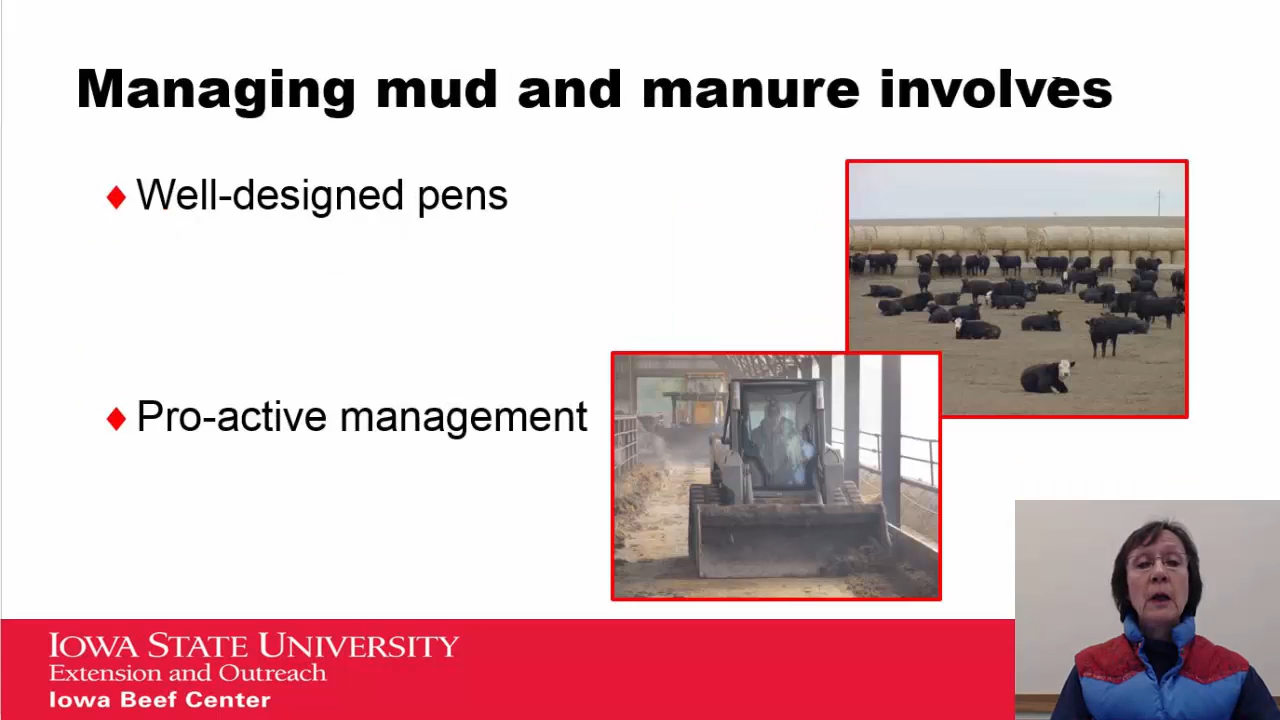 Managing mud and manure involves
Well-designed pens
Pro-active management
IOWA STATE UNIVERSITY
Extension and Outreach
Iowa Beef Center